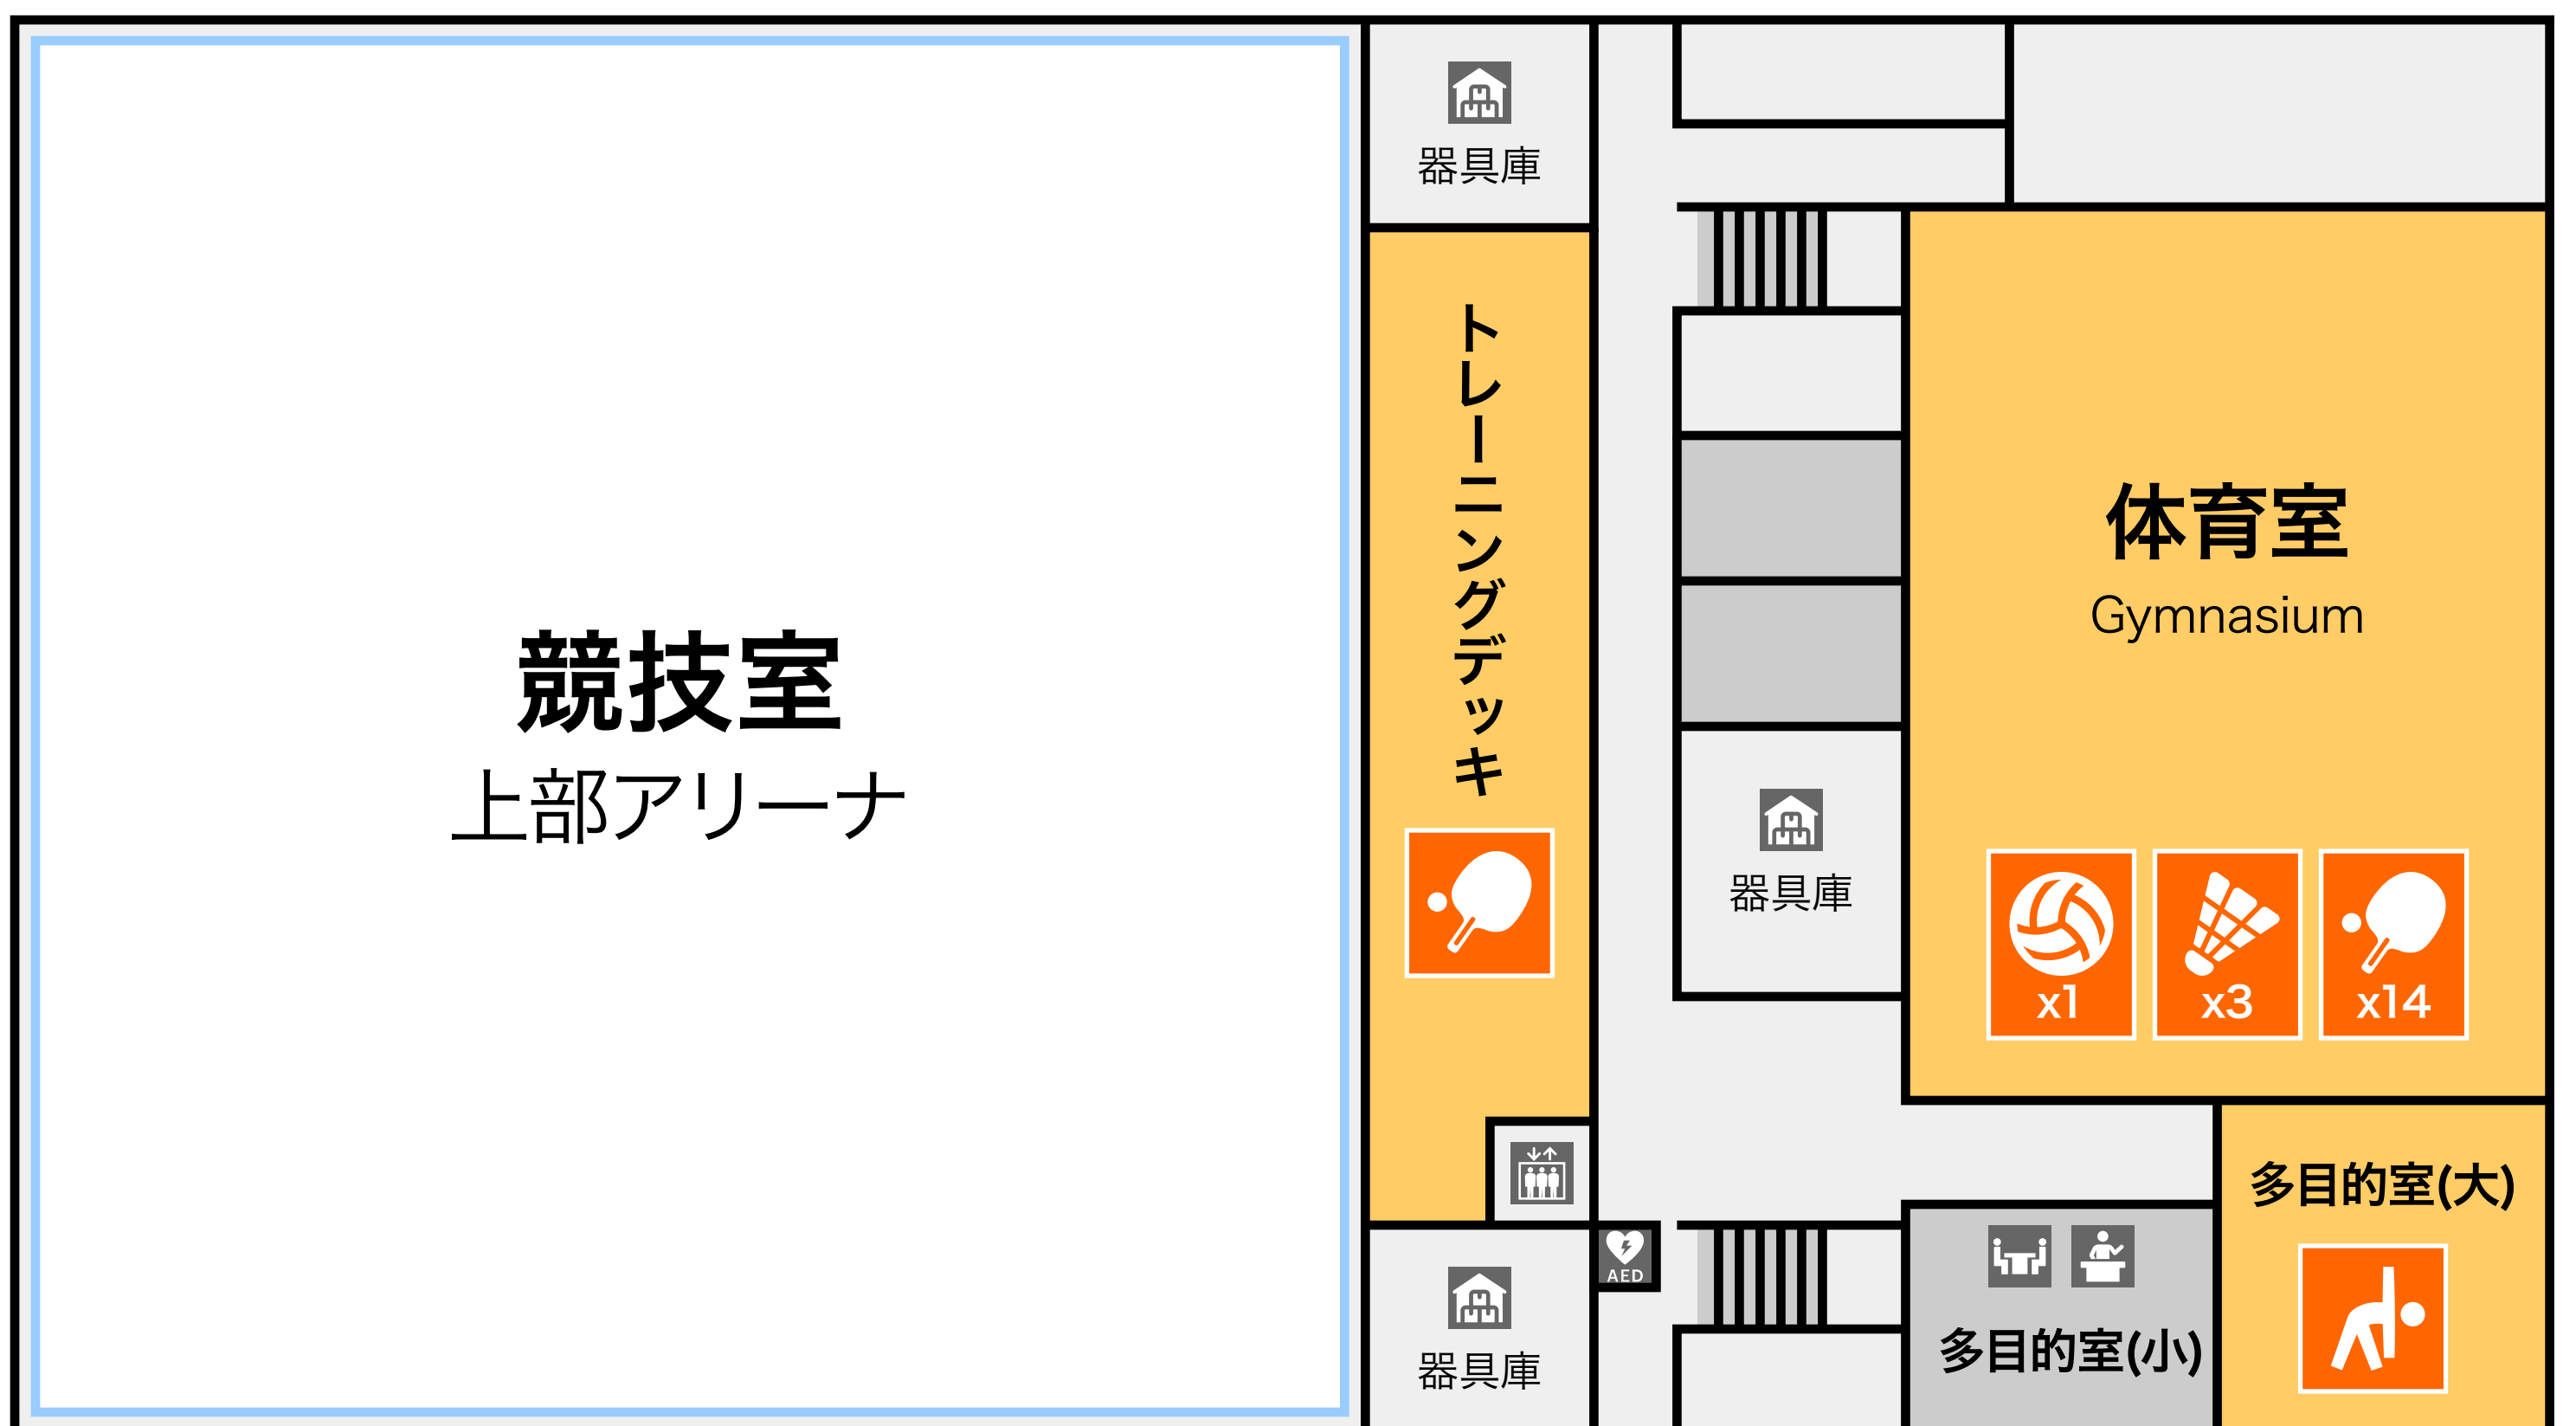 器具庫
トレーニングデッキ
体育室
Gymnasium
競技室
上部アリーナ
器具庫
x1
x3
x14
多目的室(大)
AED
器具庫
多目的室(小)